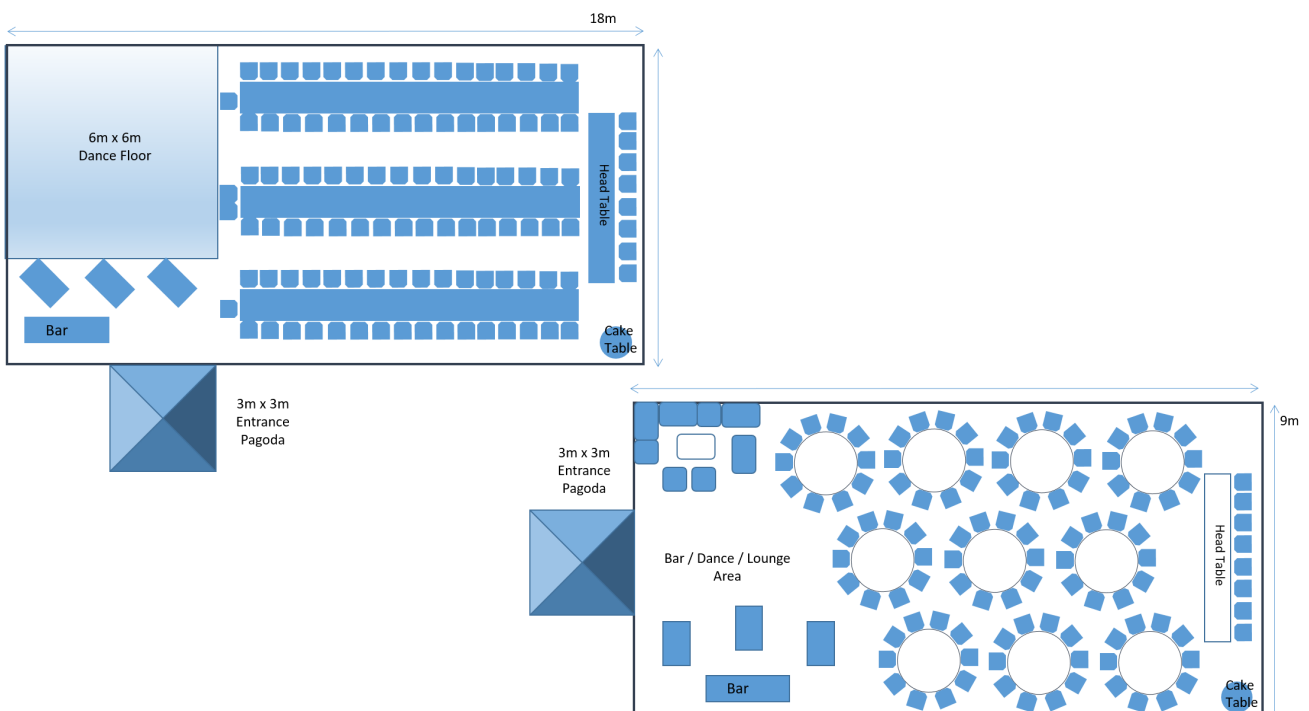 18m
6m x 6m
Dance Floor
Head Table
Bar
Cake
Table
3m x 3m
Entrance
Pagoda
9m
3m x 3m
Entrance
Pagoda
Head Table
Bar / Dance / Lounge
Area
Bar
Cake
Table